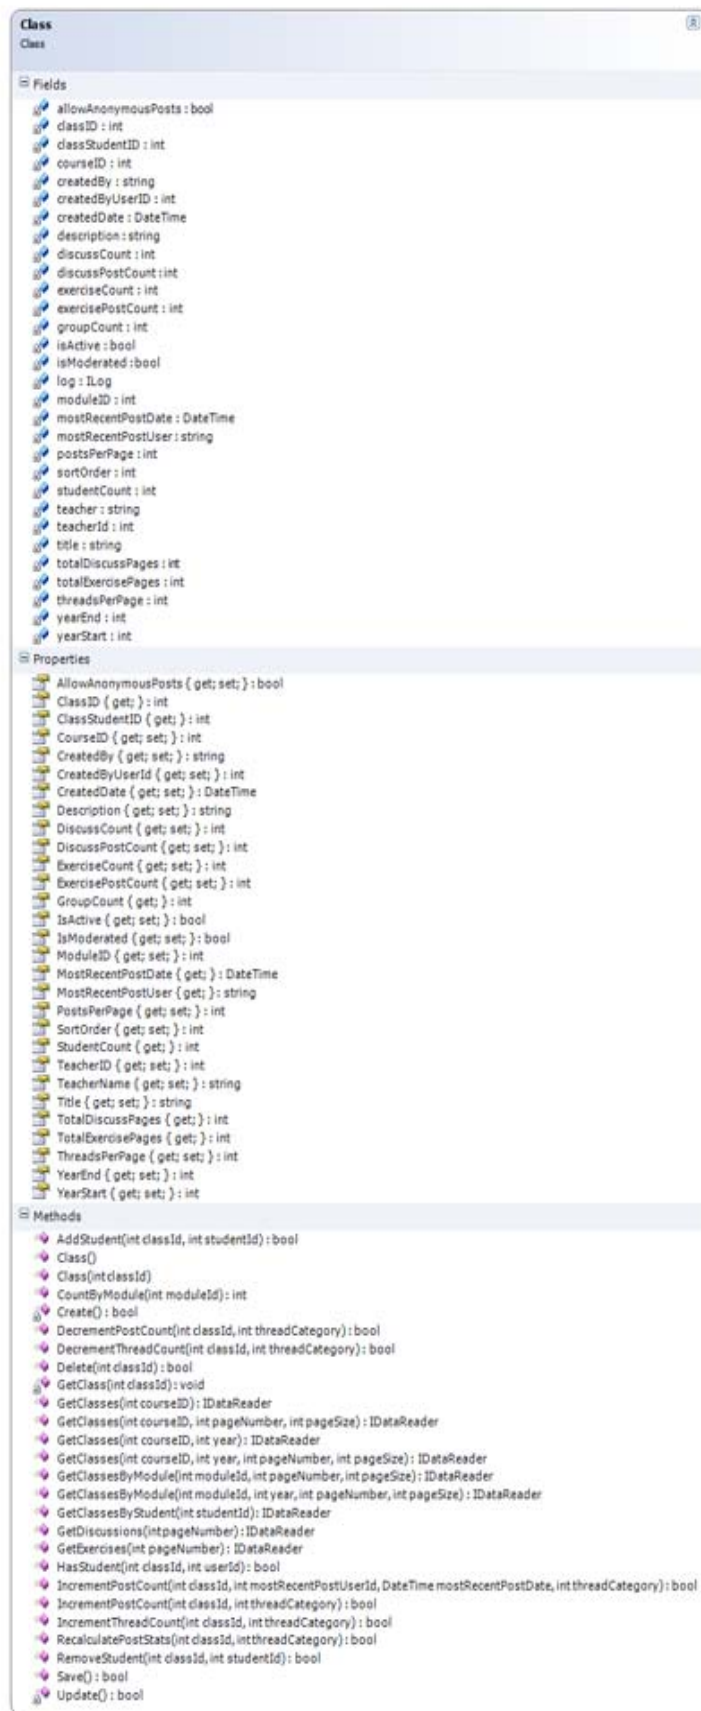 Class
Class
Fields
allowAnonymousPosts : bool
classID : int
classStudentID : int
courseID : int
createdBy : string
createdByUserID : int
createdDate : DateTime
description : string
discussCount : int
discussPostCount : int
exerciseCount : int
exercisePostCount : int
groupCount : int
isActive : bool
isModerated :bool
log : ILog
moduleID : int
mostRecentPostDate : DateTime
mostRecentPostUser : string
postsPerPage : int
sortOrder : int
studentCount : int
teacher : string
teacherId : int
title : string
totalDiscussPages : int
totalExercisePages : int
threadsPerPage : int
yearEnd : int
yearStart : int
Properties
AllowAnonymousPosts { get; set; } : bool
ClassID { get; } : int
ClassStudentID { get; } : int
CourseID { get; set; } : int
CreatedBy { get; set; } : string
CreatedByUserId { get; set; } : int
CreatedDate { get; set; } : DateTime
Description { get; set; } : string
DiscussCount { get; set; } : int
DiscussPostCount { get; set; } : int
ExerciseCount { get; set; } : int
ExercisePostCount { get; set; } : int
GroupCount { get; } : int
IsActive { get; set; } : bool
IsModerated { get; set; } : bool
ModuleID { get; set; } : int
MostRecentPostDate { get; } : DateTime
MostRecentPostUser { get; } : string
PostsPerPage { get; set; } : int
SortOrder { get; set; } : int
StudentCount { get; } : int
TeacherID { get; set; } : int
TeacherName { get; set; } : string
Title { get; set; } : string
TotalDiscussPages { get; } : int
TotalExercisePages { get; } : int
ThreadsPerPage { get; set; } : int
YearEnd { get; set; } : int
YearStart { get; set; } : int
Methods
AddStudent(int classId, int studentId) : bool
Class()
Class(int classId)
CountByModule(int moduleId) : int
Create() : bool
DecrementPostCount(int classId, int threadCategory) : bool
DecrementThreadCount(int classId, int threadCategory) : bool
Delete(int classId) : bool
GetClass(int classId) : void
GetClasses(int courseID) : IDataReader
GetClasses(int courseID, int pageNumber, int pageSize) : IDataReader
GetClasses(int courseID, int year) : IDataReader
GetClasses(int courseID, int year, int pageNumber, int pageSize) : IDataReader
GetClassesByModule(int moduleId, int pageNumber, int pageSize) : IDataReader
GetClassesByModule(int moduleId, int year, int pageNumber, int pageSize) : IDataReader
GetClassesByStudent(int studentId) : IDataReader
GetDiscussions(int pageNumber) : IDataReader
GetExercises(int pageNumber) : IDataReader
HasStudent(int classId, int userId) : bool
IncrementPostCount(int classId, int mostRecentPostUserId, DateTime mostRecentPostDate, int threadCategory) : bool
IncrementPostCount(int classId, int threadCategory) : bool
IncrementThreadCount(int classId, int threadCategory) : bool
RecalculatePostStats(int classId, int threadCategory) : bool
RemoveStudent(int classId, int studentId) : bool
Save() : bool
Update() : bool